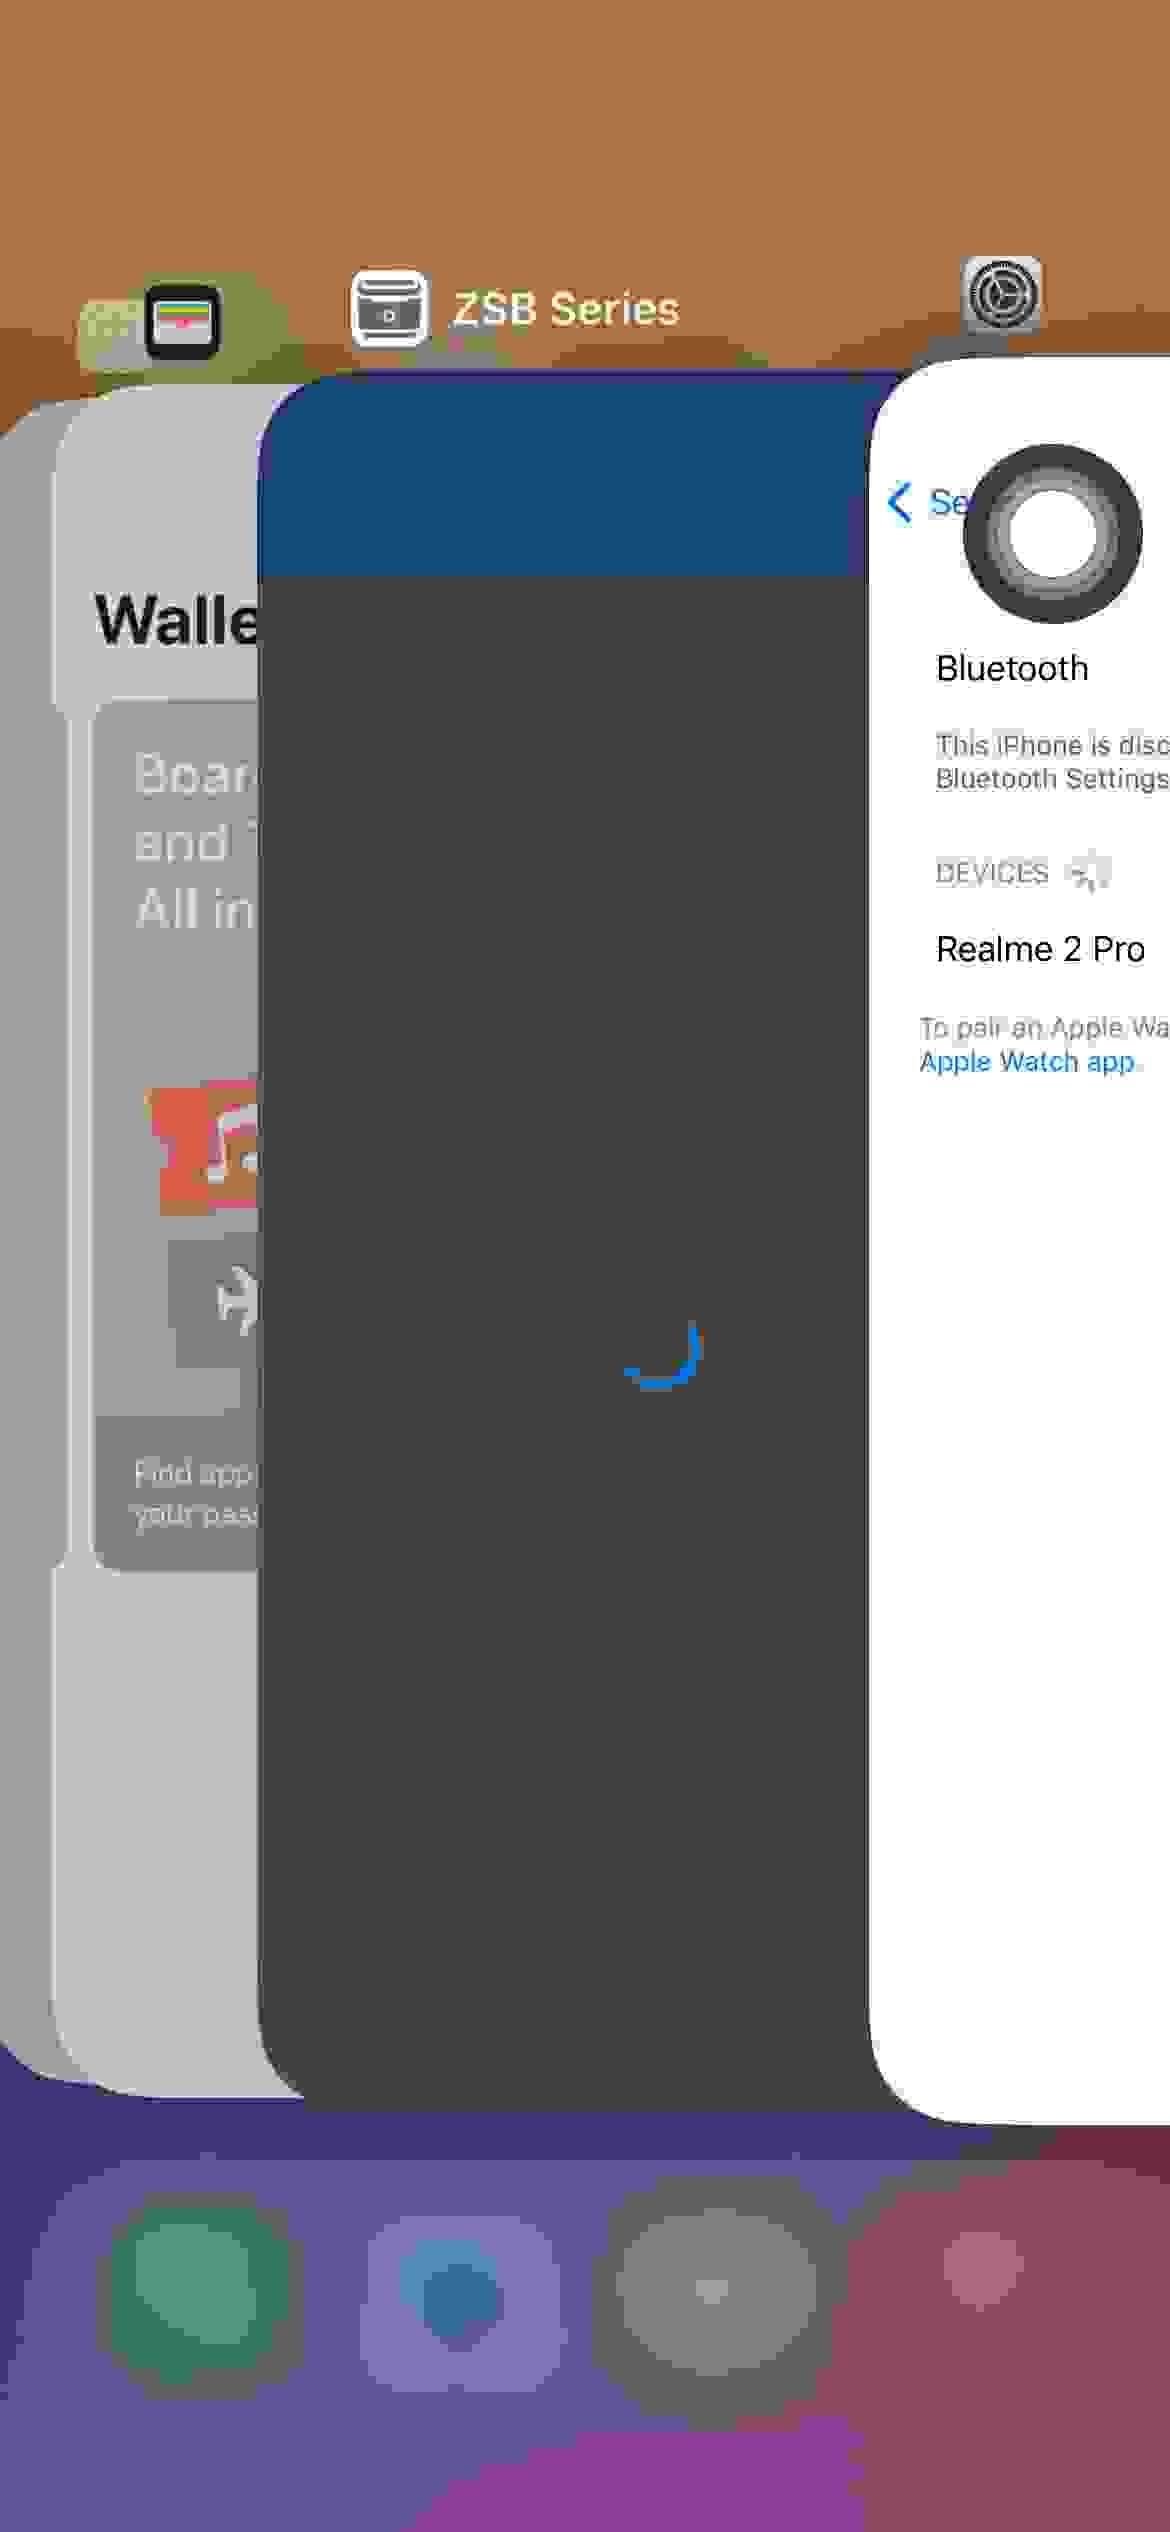 ZSB Series
Walle
Boar
and
All in
Find app
your pas
Se
Bluetooth
This iPhone is disc
Bluetooth Settings
DEVICES
Realme 2 Pro
To pair an Apple Wa
Apple Watch app